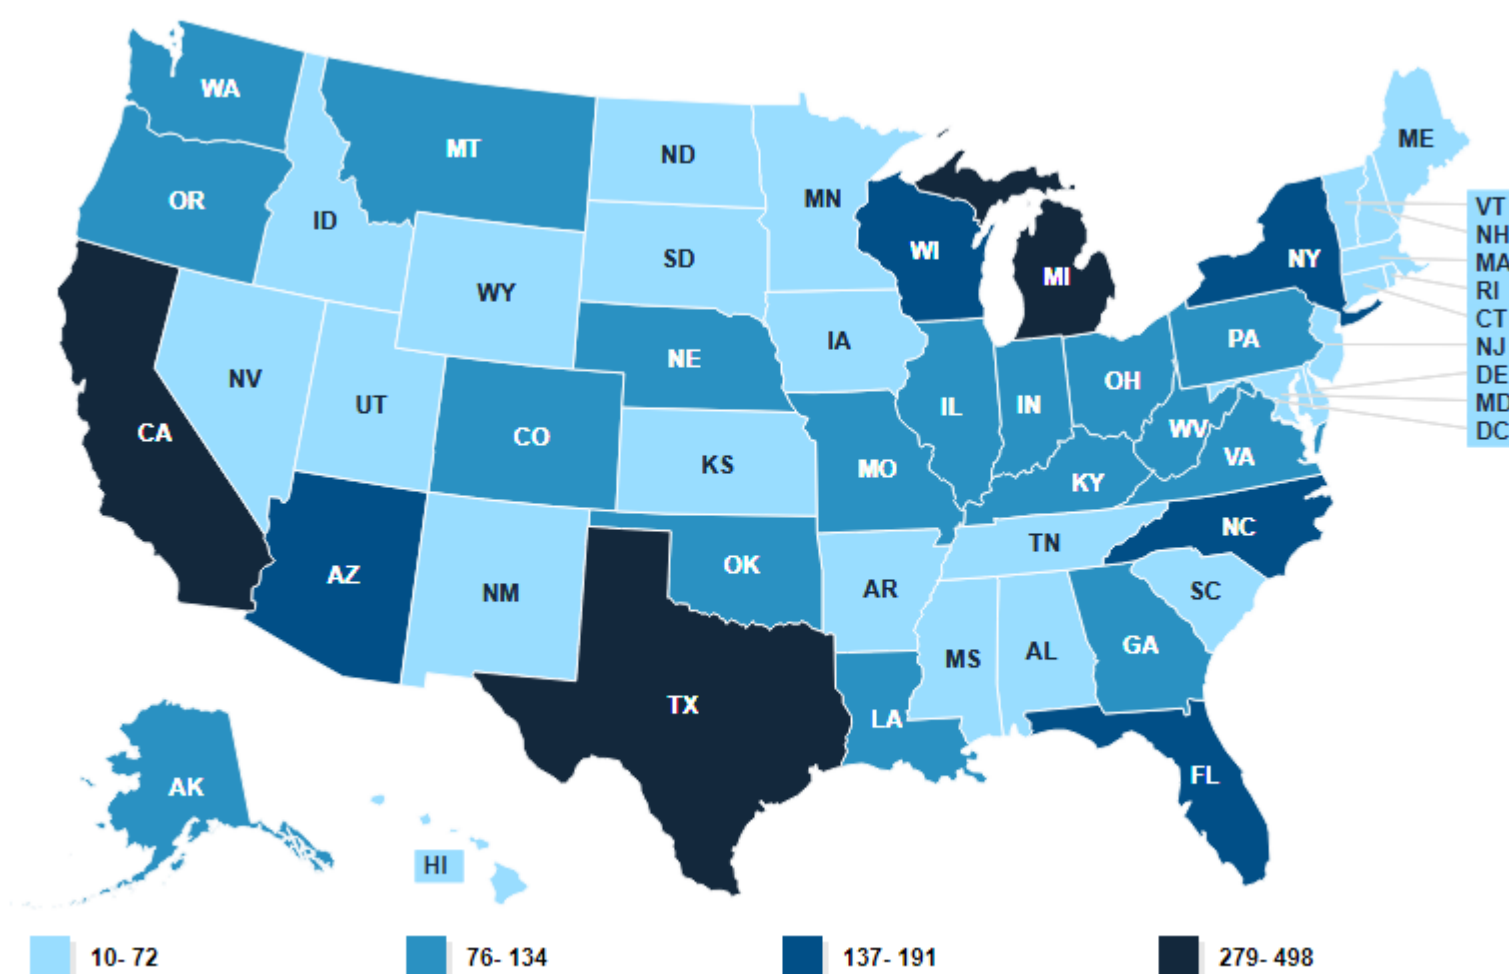 WA
MT
ND
MN
ME
OR
ID
SD
WI
MI
NY
VT
NH
MA
RI
CT
NJ
DE
MD
DC
WY
NE
IA
PA
NV
UT
CO
KS
MO
IL
IN
OH
WV
VA
KY
CA
AZ
NM
OK
AR
TN
NC
SC
TX
LA
MS
AL
GA
FL
AK
HI
10- 72
76- 134
137- 191
279- 498